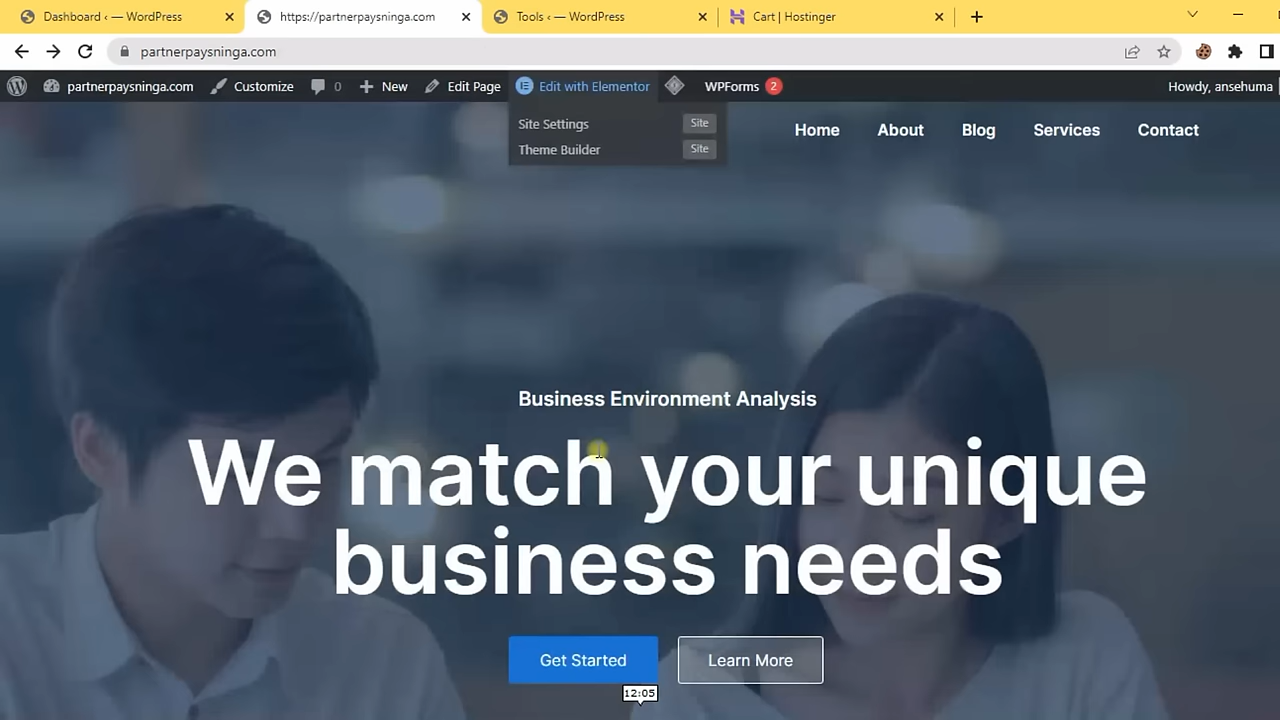 Dashboard ‹ — WordPress
https://partnerpaysninga.com
Tools ‹ — WordPress
Cart | Hostinger
partnerpaysninga.com
partnerpaysninga.com
Customize
0
New
Edit Page
Edit with Elementor
WPForms 2
Howdy, ansehuma
Site Settings Site
Theme Builder Site
Home About Blog Services Contact
Business Environment Analysis
We match your unique
business needs
Get Started
Learn More
12:05